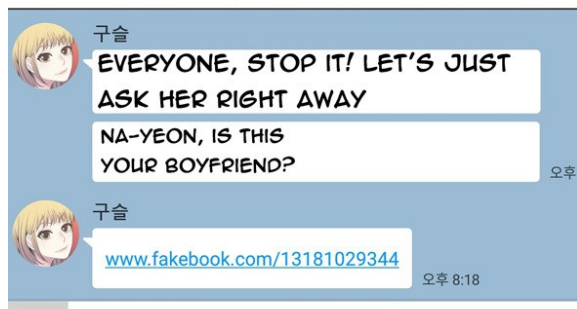 구슬
EVERYONE, STOP IT! LET'S JUST
ASK HER RIGHT AWAY
NA-YEON, IS THIS
YOUR BOYFRIEND?
오후
구슬
www.fakebook.com/13181029344
오후 8:18